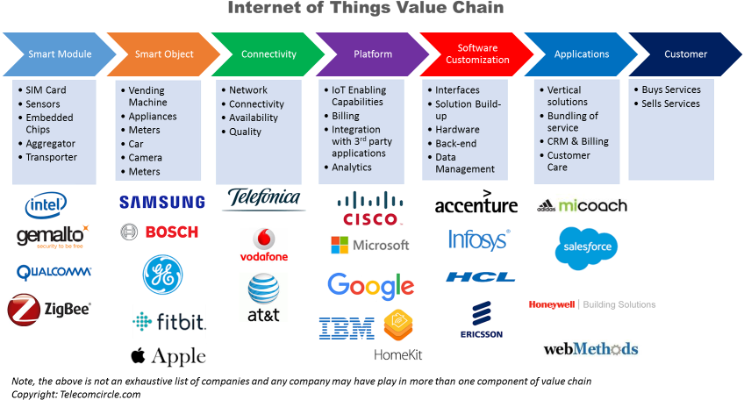 Internet of Things Value Chain
Smart Module
Smart Object
Connectivity
Platform
Software
Customization
Applications
Customer
• SIM Card
• Sensors
• Embedded
Chips
• Aggregator
• Transporter
• Vending
Machine
• Appliances
• Meters
• Car
• Camera
• Meters
• Network
• Connectivity
• Availability
• Quality
• IoT Enabling
Capabilities
• Billing
• Integration
with 3rd party
applications
• Analytics
• Interfaces
• Solution Build-
up
• Hardware
• Back-end
• Data
Management
• Vertical
solutions
• Bundling of
service
• CRM & Billing
• Customer
Care
• Buys Services
• Sells Services
intel
gemalto
security to be free
QUALCOMM
ZigBee
SAMSUNG
BOSCH
GE
fitbit
Apple
Telefónica
vodafone
at&t
CISCO
Microsoft
Google
IBM
HomeKit
accenture
Infosys
HCL
ERICSSON
adidas micoach
salesforce
Honeywell | Building Solutions
webMethods
Note, the above is not an exhaustive list of companies and any company may have play in more than one component of value chain
Copyright: Telecomcircle.com